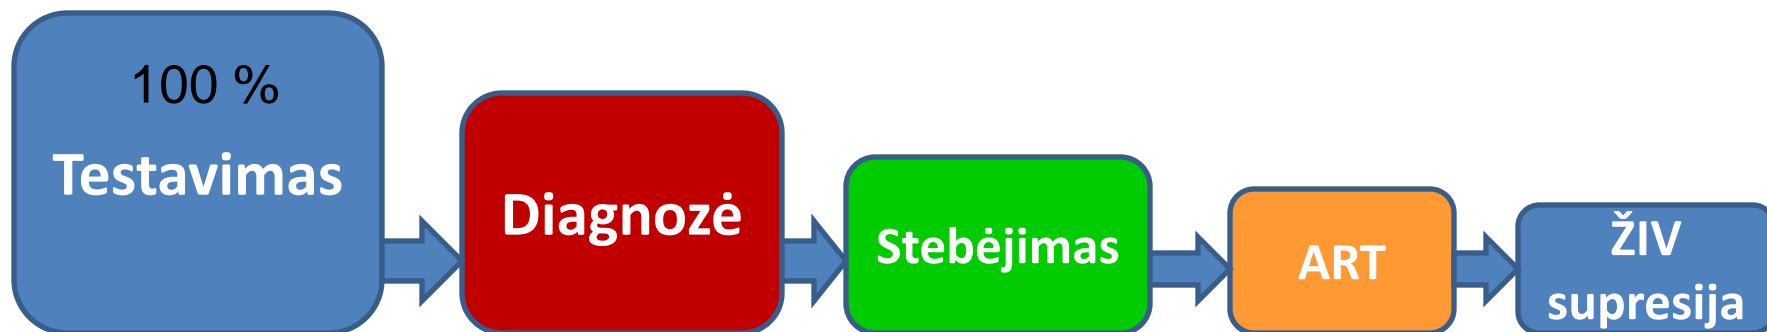 100 %
Testavimas
Diagnozė
Stebėjimas
ART
ŽIV
supresija